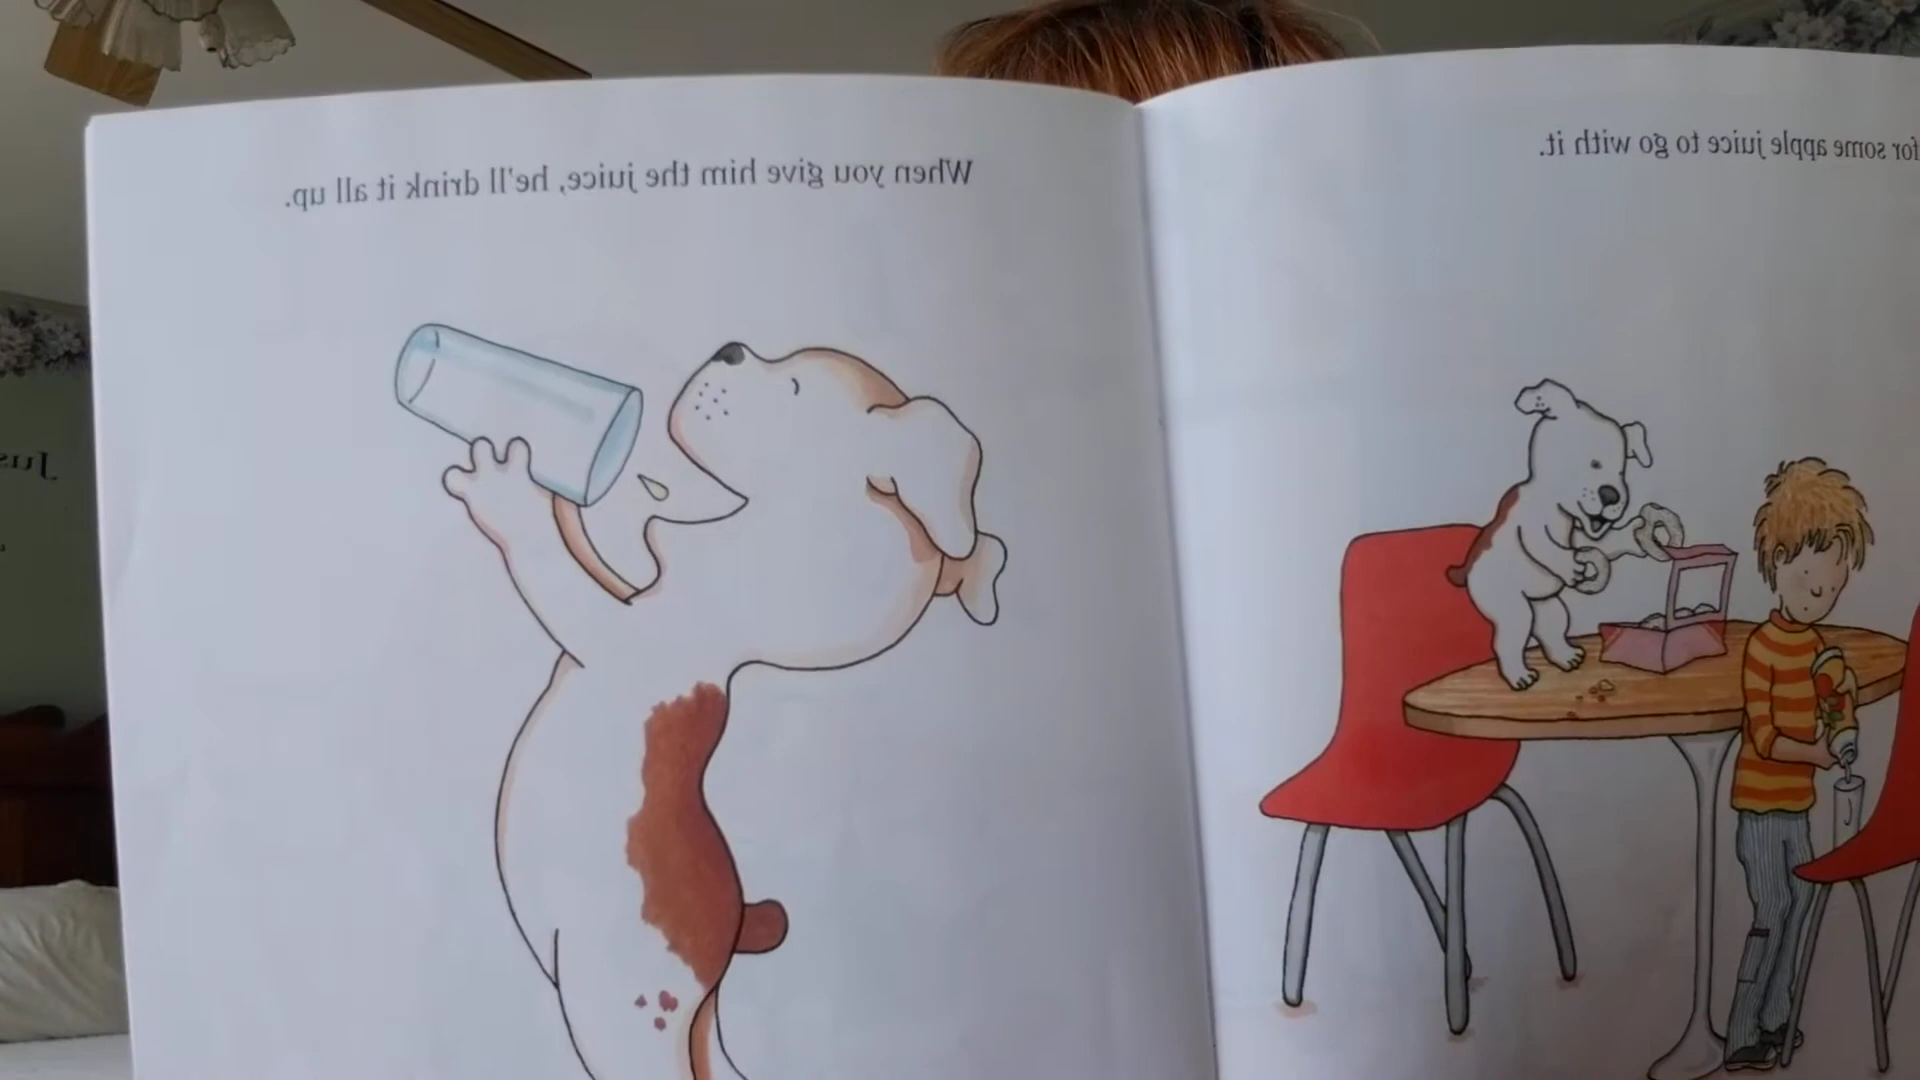 for some apple juice to go with it.
When you give him the juice, he'll drink it all up.
Jus